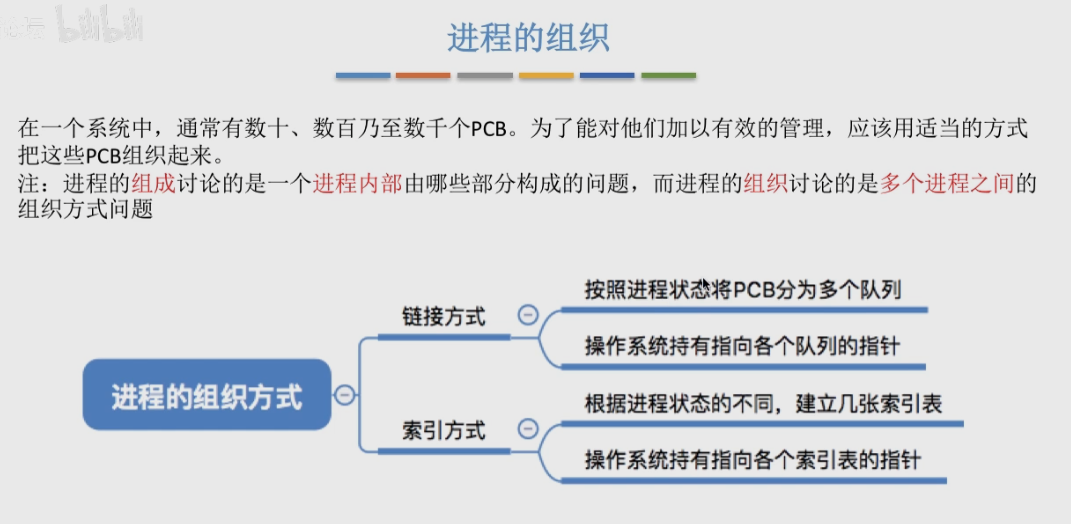 bilibili
进程的组织
在一个系统中，通常有数十、数百乃至数千个PCB。为了能对他们加以有效的管理，应该用适当的方式
把这些PCB组织起来。
注：进程的组成讨论的是一个进程内部由哪些部分构成的问题，而进程的组织讨论的是多个进程之间的
组织方式问题
按照进程状态将PCB分为多个队列
链接方式
操作系统持有指向各个队列的指针
进程的组织方式
根据进程状态的不同，建立几张索引表
索引方式
操作系统持有指向各个索引表的指针